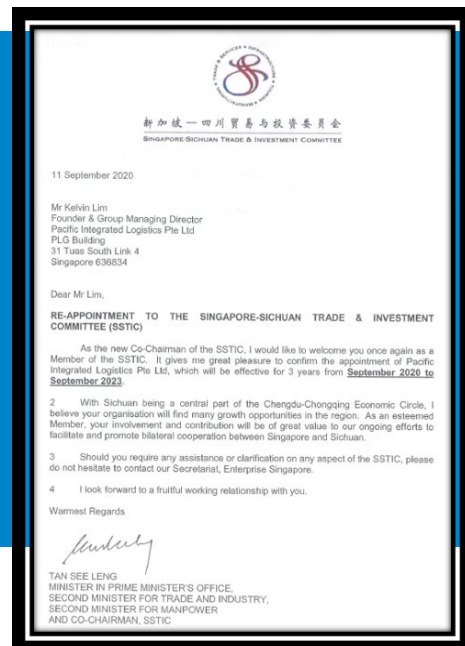 新加坡一四川贸易与投资委员会
SINGAPORE-SICHUAN TRADE & INVESTMENT COMMITTEE
11 September 2020
Mr Kelvin Lim
Founder & Group Managing Director
Pacific Integrated Logistics Pte Ltd
PLG Building
31 Tuas South Link 4
Singapore 636834
Dear Mr Lim,
RE-APPOINTMENT TO THE SINGAPORE-SICHUAN TRADE & INVESTMENT
COMMITTEE (SSTIC)
As the new Co-Chairman of the SSTIC, I would like to welcome you once again as a
Member of the SSTIC. It gives me great pleasure to confirm the appointment of Pacific
Integrated Logistics Pte Ltd, which will be effective for 3 years from September 2020 to
September 2023.
2 With Sichuan being a central part of the Chengdu-Chongqing Economic Circle, I
believe your organisation will find many growth opportunities in the region. As an esteemed
Member, your involvement and contribution will be of great value to our ongoing efforts to
facilitate and promote bilateral cooperation between Singapore and Sichuan.
3 Should you require any assistance or clarification on any aspect of the SSTIC, please
do not hesitate to contact our Secretariat, Enterprise Singapore.
4 I look forward to a fruitful working relationship with you.
Warmest Regards
TAN SEE LENG
MINISTER IN PRIME MINISTER'S OFFICE,
SECOND MINISTER FOR TRADE AND INDUSTRY,
SECOND MINISTER FOR MANPOWER
AND CO-CHAIRMAN, SSTIC